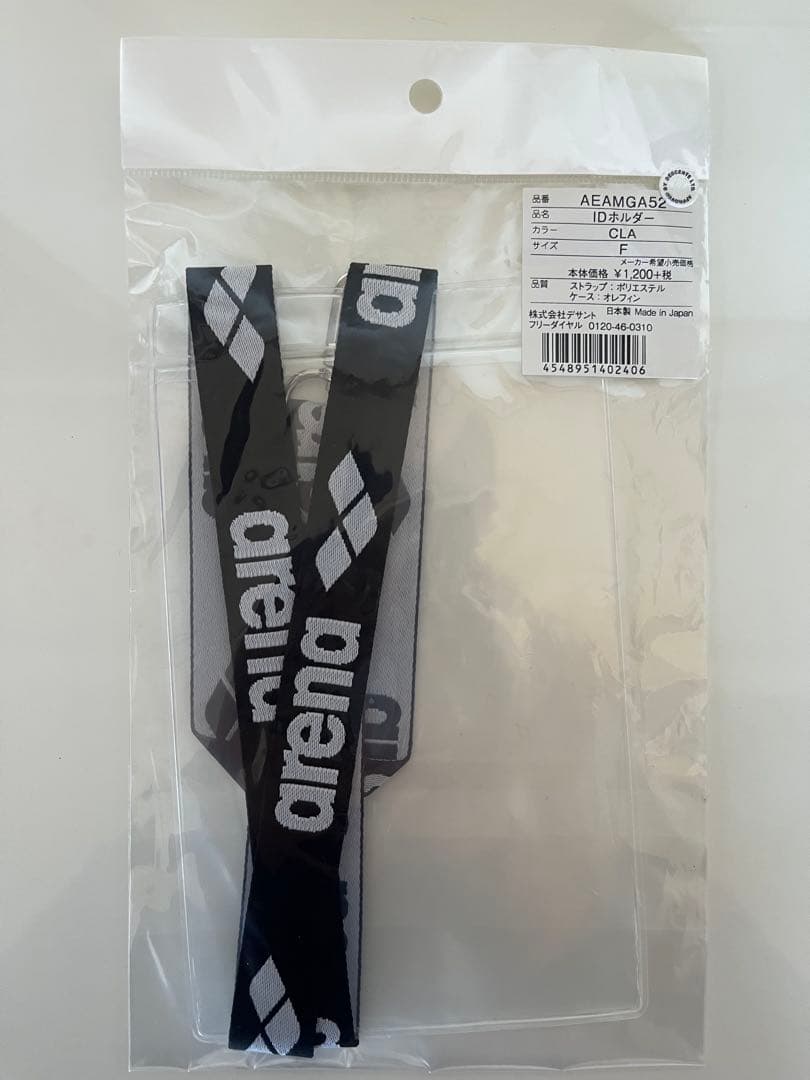 品番 AEAMGA52
品名 IDホルダー
カラー CLA
サイズ F
メーカー希望小売価格
本体価格 ¥1,200+税
品質 ストラップ:ポリエステル
ケース:オレフィン
日本製 Made in Japan
株式会社デサント
フリーダイヤル 0120-46-0310
4548951402406
arena
arena